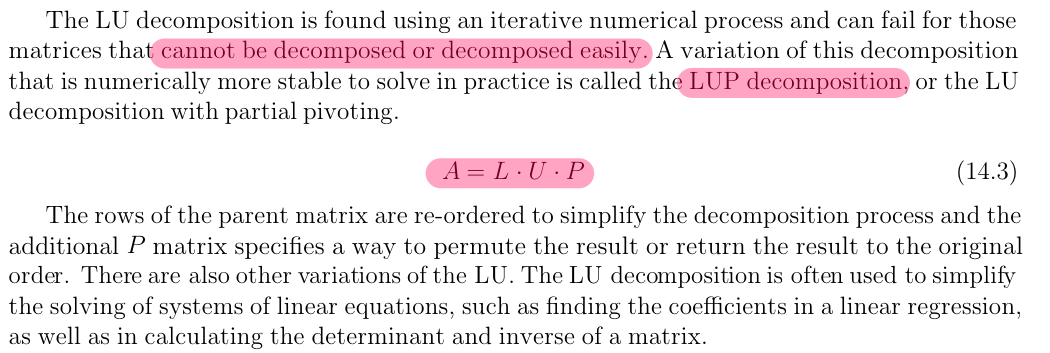 The LU decomposition is found using an iterative numerical process and can fail for those
matrices that cannot be decomposed or decomposed easily. A variation of this decomposition
that is numerically more stable to solve in practice is called the LUP decomposition, or the LU
decomposition with partial pivoting.
A = L · U · P (14.3)
The rows of the parent matrix are re-ordered to simplify the decomposition process and the
additional P matrix specifies a way to permute the result or return the result to the original
order. There are also other variations of the LU. The LU decomposition is often used to simplify
the solving of systems of linear equations, such as finding the coefficients in a linear regression,
as well as in calculating the determinant and inverse of a matrix.